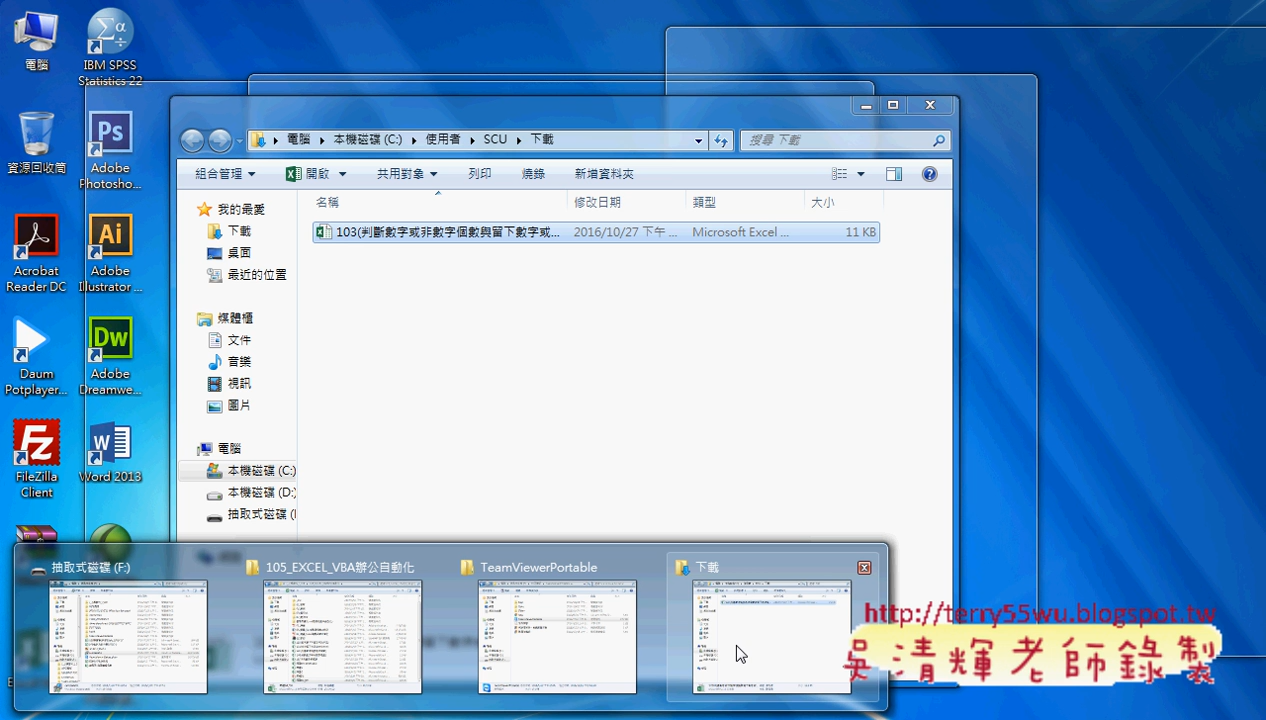 電腦
IBM SPSS
Statistics 22
資源回收筒
Adobe
Photosho...
Acrobat
Reader DC
Adobe
Illustrator ...
Daum
Potplayer...
Adobe
Dreamwe...
FileZilla
Client
Word 2013
電腦 本機磁碟 (C:) 使用者 SCU 下載
搜尋 下載
組合管理 開啟 共用對象 列印 燒錄 新增資料夾
名稱 修改日期 類型 大小
103(判斷數字或非數字個數與留下數字或... 2016/10/27 下午 ... Microsoft Excel ... 11 KB
我的最愛
下載
桌面
最近的位置
媒體櫃
文件
音樂
視訊
圖片
電腦
本機磁碟 (C:)
本機磁碟 (D:)
抽取式磁碟 (
抽取式磁碟 (F:) 105_EXCEL_VBA辦公自動化 TeamViewerPortable 下載
http://terry55wu.blogspot.tw
吳清輝老師錄製